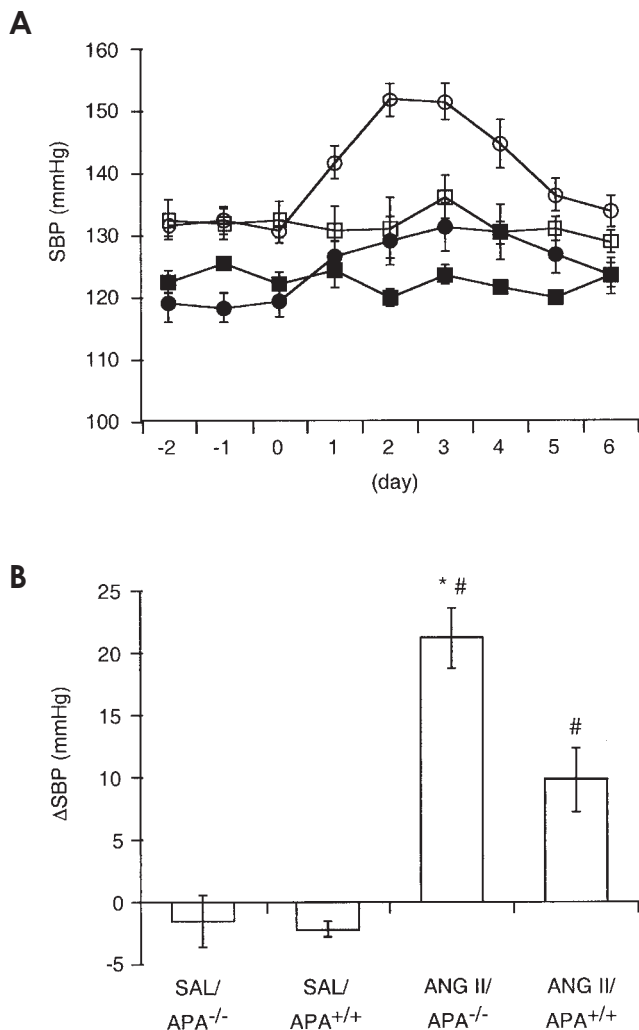 A
160
150
140
130
120
110
100
SBP (mmHg)
-2 -1 0 1 2 3 4 5 6
(day)
B
25
20
15
10
5
0
-5
ΔSBP (mmHg)
* #
#
SAL/ SAL/ ANG II/ ANG II/
APA-/- APA+/+ APA-/- APA+/+